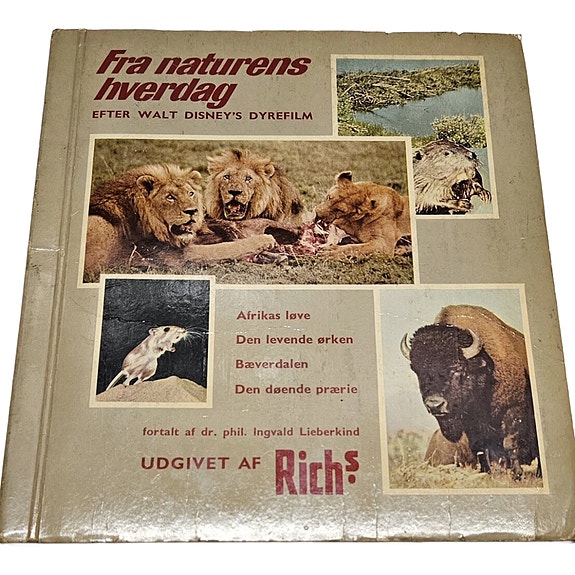 Fra naturens
hverdag
EFTER WALT DISNEY'S DYREFILM
Afrikas løve
Den levende ørken
Bæverdalen
Den døende prærie
fortalt af dr. phil. Ingvald Lieberkind
UDGIVET AF Rich's